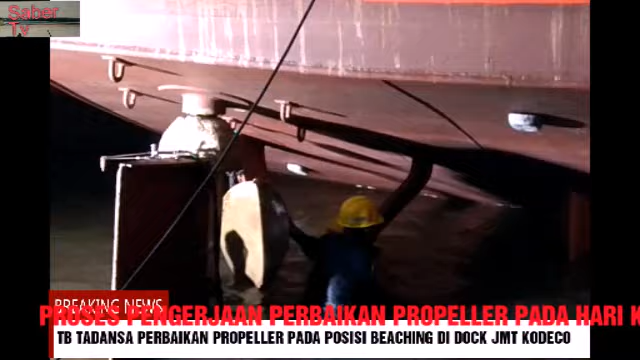 Saber
Tv
BREAKING NEWS
PROSES PENGERJAAN PERBAIKAN PROPELLER PADA HARI K
TB TADANSA PERBAIKAN PROPELLER PADA POSISI BEACHING DI DOCK JMT KODECO